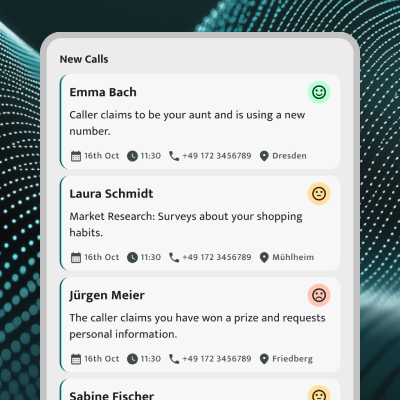 New Calls
Emma Bach
Caller claims to be your aunt and is using a new
number.
16th Oct 11:30 +49 172 3456789 Dresden
Laura Schmidt
Market Research: Surveys about your shopping
habits.
16th Oct 11:30 +49 172 3456789 Mühlheim
Jürgen Meier
The caller claims you have won a prize and requests
personal information.
16th Oct 11:30 +49 172 3456789 Friedberg
Sabine Fischer